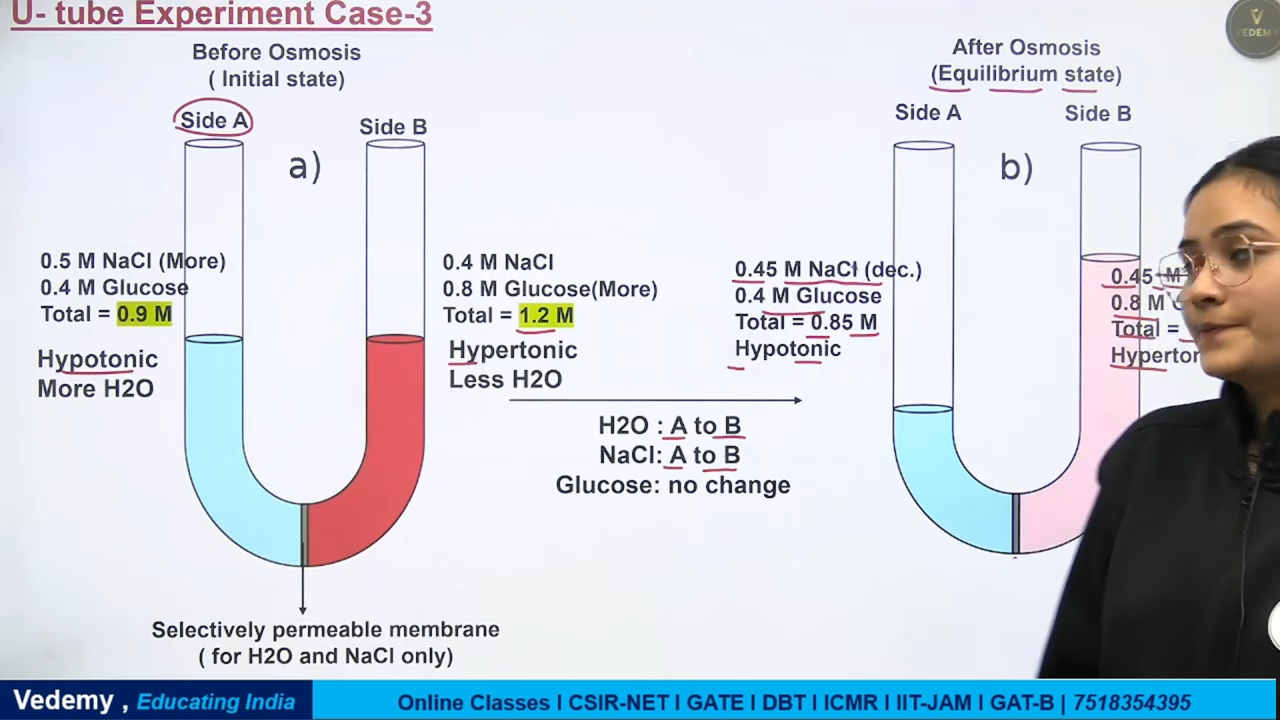 U- tube Experiment Case-3
Before Osmosis
( Initial state)
Side A
Side B
a)
0.5 M NaCl (More)
0.4 M Glucose
Total = 0.9 M
Hypotonic
More H2O
0.4 M NaCl
0.8 M Glucose(More)
Total = 1.2 M
Hypertonic
Less H2O
H2O : A to B
NaCl: A to B
Glucose: no change
Selectively permeable membrane
( for H2O and NaCl only)
After Osmosis
(Equilibrium state)
Side A
Side B
b)
0.45 M NaCl (dec.)
0.4 M Glucose
Total = 0.85 M
Hypotonic
0.45 M
0.8 M
Total =
VEDEMY
Vedemy , Educating India
Online Classes I CSIR-NET I GATE I DBT I ICMR I IIT-JAM I GAT-B | 7518354395